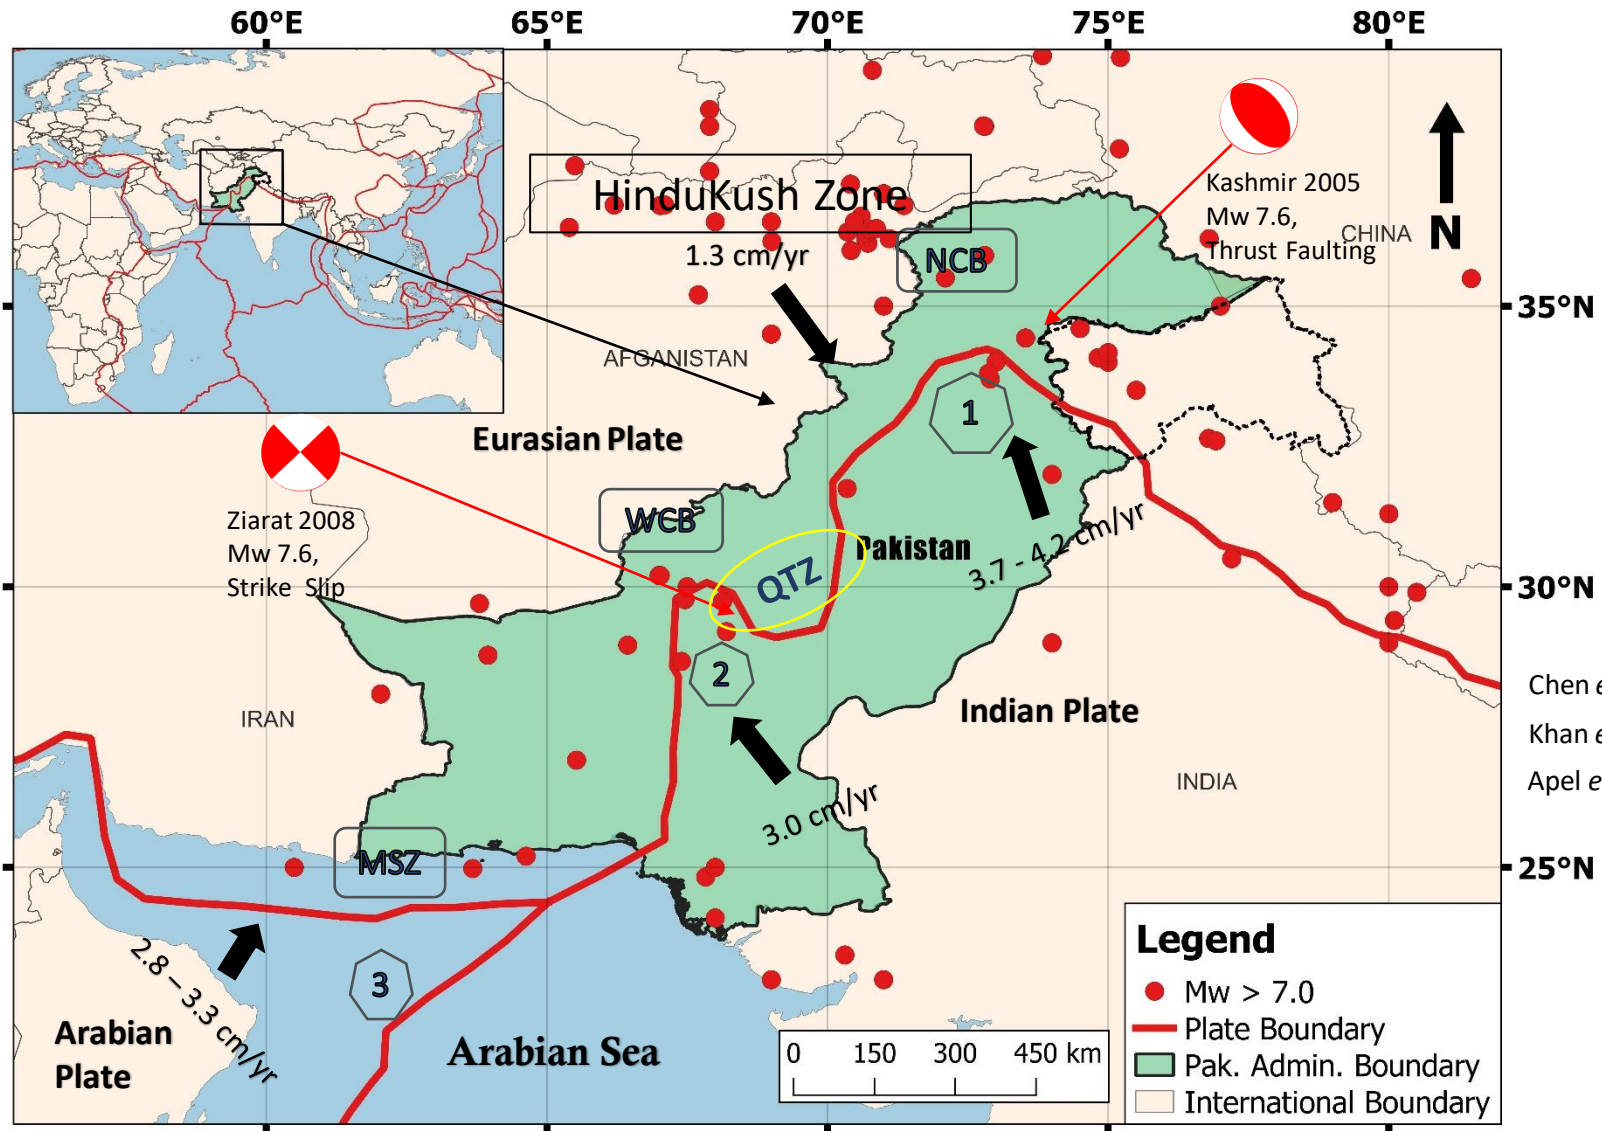 60°E
65°E
70°E
75°E
80°E
HinduKush Zone
1.3 cm/yr
NCB
Kashmir 2005
Mw 7.6,
Thrust Faulting
CHINA
N
35°N
AFGANISTAN
1
Eurasian Plate
WCB
Ziarat 2008
Mw 7.6,
Strike Slip
QTZ
Pakistan
3.7 - 4.2 cm/yr
30°N
2
Indian Plate
IRAN
INDIA
3.0 cm/yr
Chen e
Khan e
Apel e
MSZ
25°N
2.8 – 3.3 cm/yr
3
Arabian
Plate
Arabian Sea
0 150 300 450 km
Legend
Mw > 7.0
Plate Boundary
Pak. Admin. Boundary
International Boundary